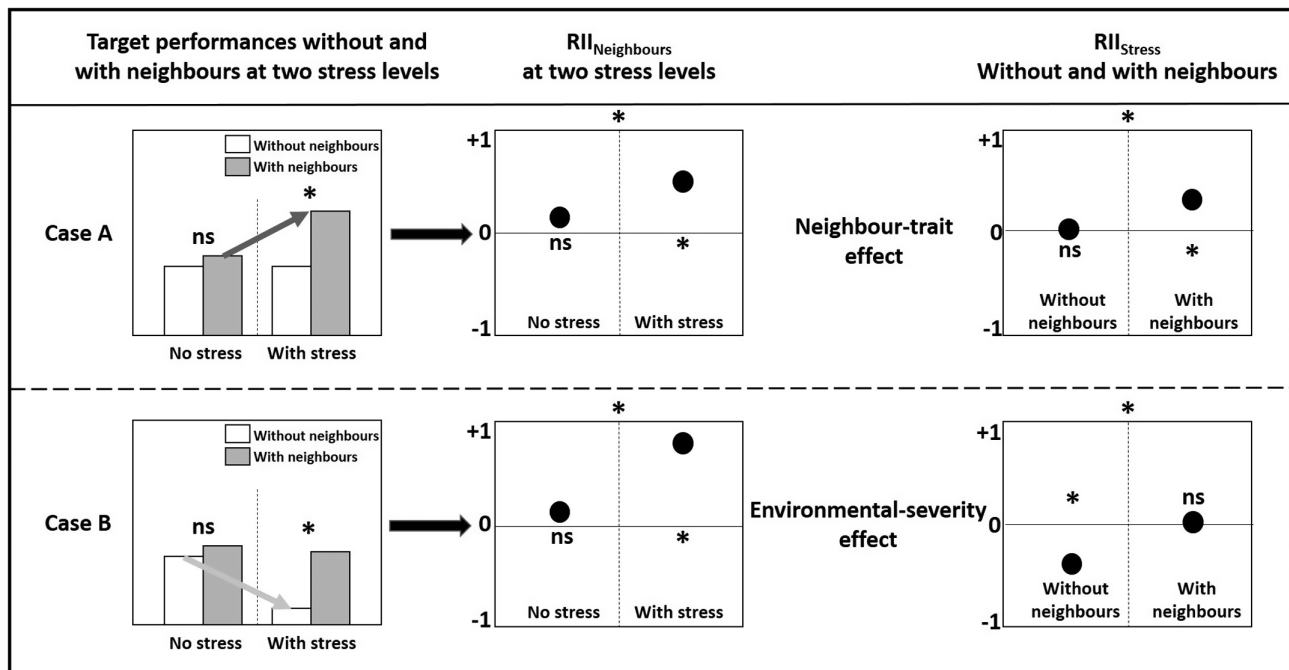 Target performances without and
with neighbours at two stress levels
RII Neighbours
at two stress levels
RII Stress
Without and with neighbours
Case A
Without neighbours
With neighbours
ns
*
No stress
With stress
*
+1
0
-1
ns
*
No stress
With stress
Neighbour-trait
effect
*
+1
0
-1
ns
*
Without
neighbours
With
neighbours
Case B
Without neighbours
With neighbours
ns
*
No stress
With stress
*
+1
0
-1
ns
*
No stress
With stress
Environmental-severity
effect
*
+1
0
-1
*
ns
Without
neighbours
With
neighbours